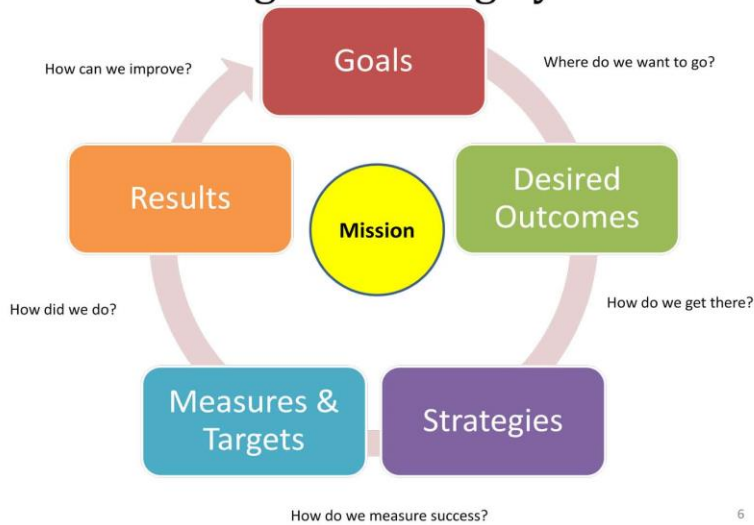 Goals
How can we improve?
Where do we want to go?
Results
Desired
Outcomes
Mission
How did we do?
How do we get there?
Measures &
Targets
Strategies
How do we measure success?
6